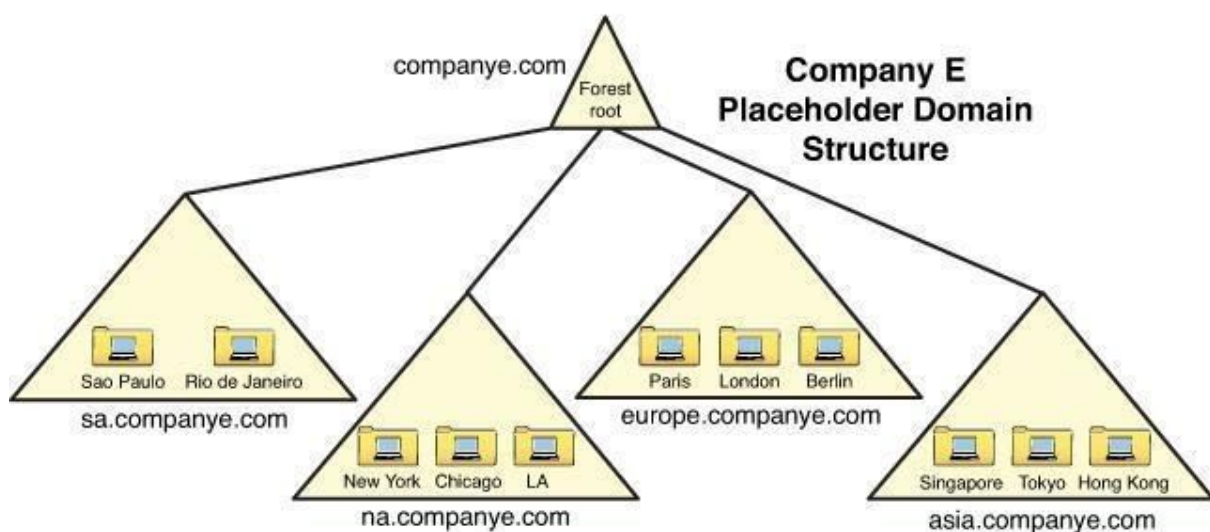 companye.com
Forest
root
Company E
Placeholder Domain
Structure
Sao Paulo
Rio de Janeiro
sa.companye.com
New York
Chicago
LA
na.companye.com
Paris
London
Berlin
europe.companye.com
Singapore
Tokyo
Hong Kong
asia.companye.com